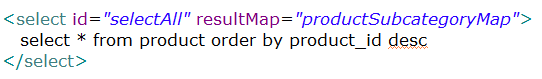 <select id="selectAll" resultMap="productSubcategoryMap">
select * from product order by product_id desc
</select>